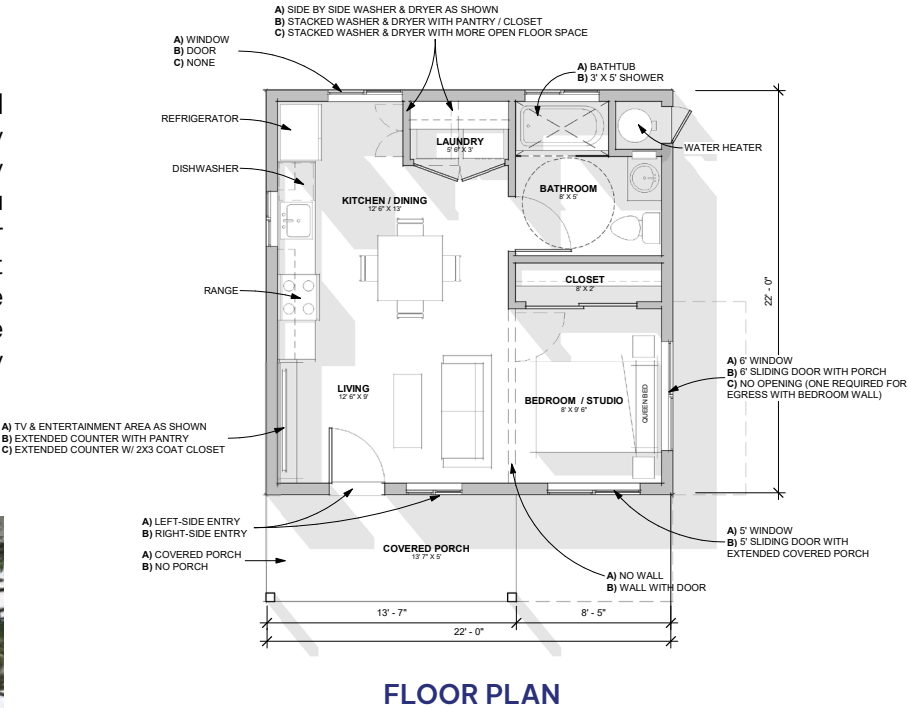 A) SIDE BY SIDE WASHER & DRYER AS SHOWN
B) STACKED WASHER & DRYER WITH PANTRY / CLOSET
C) STACKED WASHER & DRYER WITH MORE OPEN FLOOR SPACE
A) WINDOW
B) DOOR
C) NONE
A) BATHTUB
B) 3' X 5' SHOWER
REFRIGERATOR
LAUNDRY
5' 6" X 3'
WATER HEATER
DISHWASHER
BATHROOM
8' X 5'
KITCHEN / DINING
12' 6" X 13'
CLOSET
8' X 2'
RANGE
22' - 0"
A) 6' WINDOW
B) 6' SLIDING DOOR WITH PORCH
C) NO OPENING (ONE REQUIRED FOR
EGRESS WITH BEDROOM WALL)
LIVING
12' 6" X 9'
BEDROOM / STUDIO
8' X 9' 6"
QUEEN BED
A) TV & ENTERTAINMENT AREA AS SHOWN
B) EXTENDED COUNTER WITH PANTRY
C) EXTENDED COUNTER W/ 2X3 COAT CLOSET
A) LEFT-SIDE ENTRY
B) RIGHT-SIDE ENTRY
A) 5' WINDOW
B) 5' SLIDING DOOR WITH
EXTENDED COVERED PORCH
A) COVERED PORCH
B) NO PORCH
COVERED PORCH
13' 7" X 5'
A) NO WALL
B) WALL WITH DOOR
13' - 7"
8' - 5"
22' - 0"
FLOOR PLAN